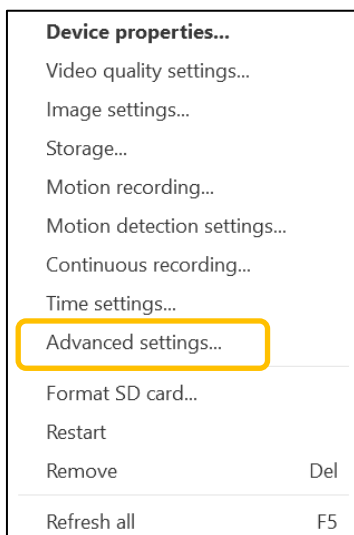 Device properties...
Video quality settings...
Image settings...
Storage...
Motion recording...
Motion detection settings...
Continuous recording...
Time settings...
Advanced settings...
Format SD card...
Restart
Remove Del
Refresh all F5